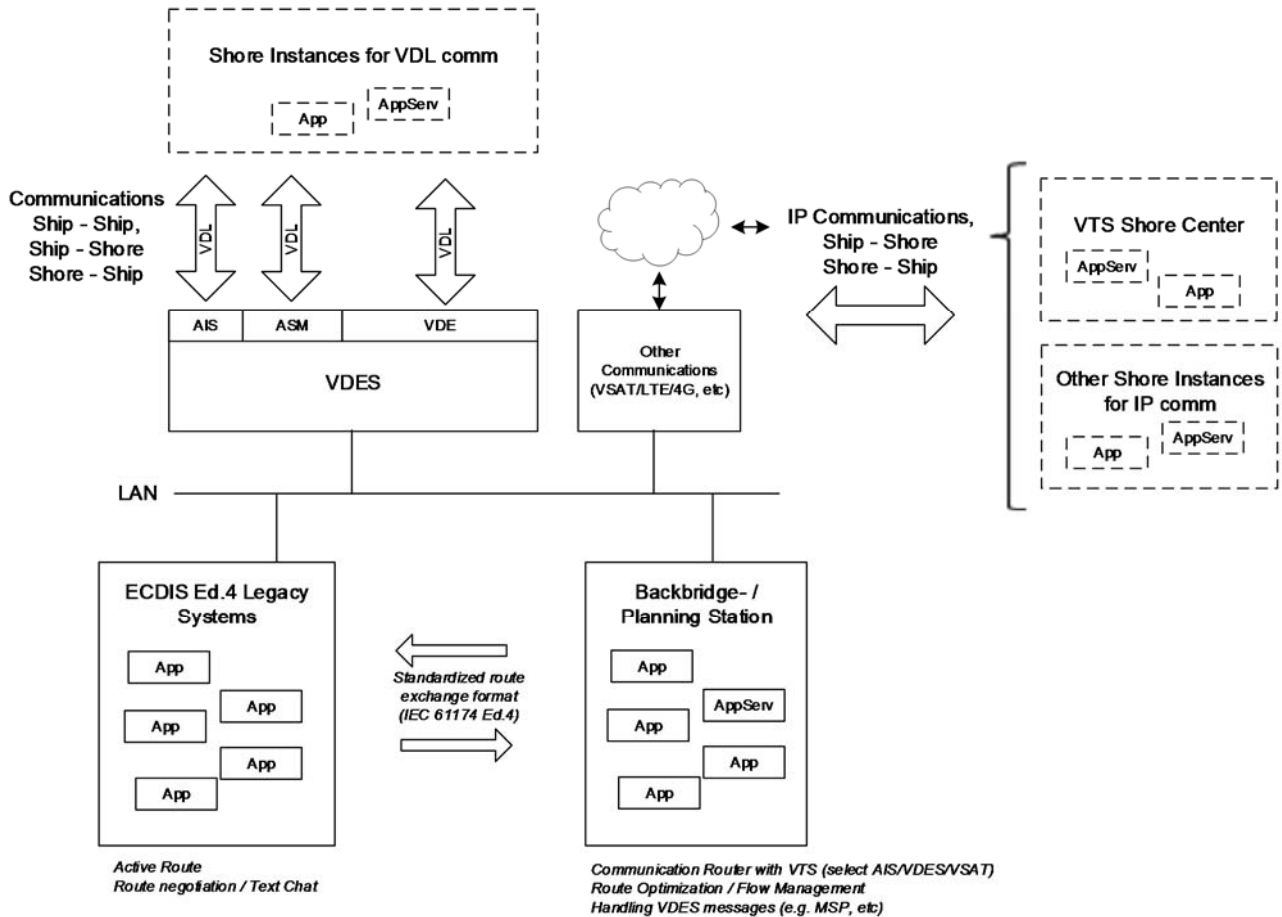 Shore Instances for VDL comm
App
AppServ
Communications
Ship - Ship,
Ship - Shore
Shore - Ship
VDL
VDL
VDL
IP Communications,
Ship - Shore
Shore - Ship
VTS Shore Center
AppServ
App
Other Shore Instances
for IP comm
App
AppServ
AIS
ASM
VDE
VDES
Other
Communications
(VSAT/LTE/4G, etc)
LAN
ECDIS Ed.4 Legacy
Systems
App
App
App
App
App
Standardized route
exchange format
(IEC 61174 Ed.4)
Backbridge- /
Planning Station
App
AppServ
App
App
App
Active Route
Route negotiation / Text Chat
Communication Router with VTS (select AIS/VDES/VSAT)
Route Optimization / Flow Management
Handling VDES messages (e.g. MSP, etc)